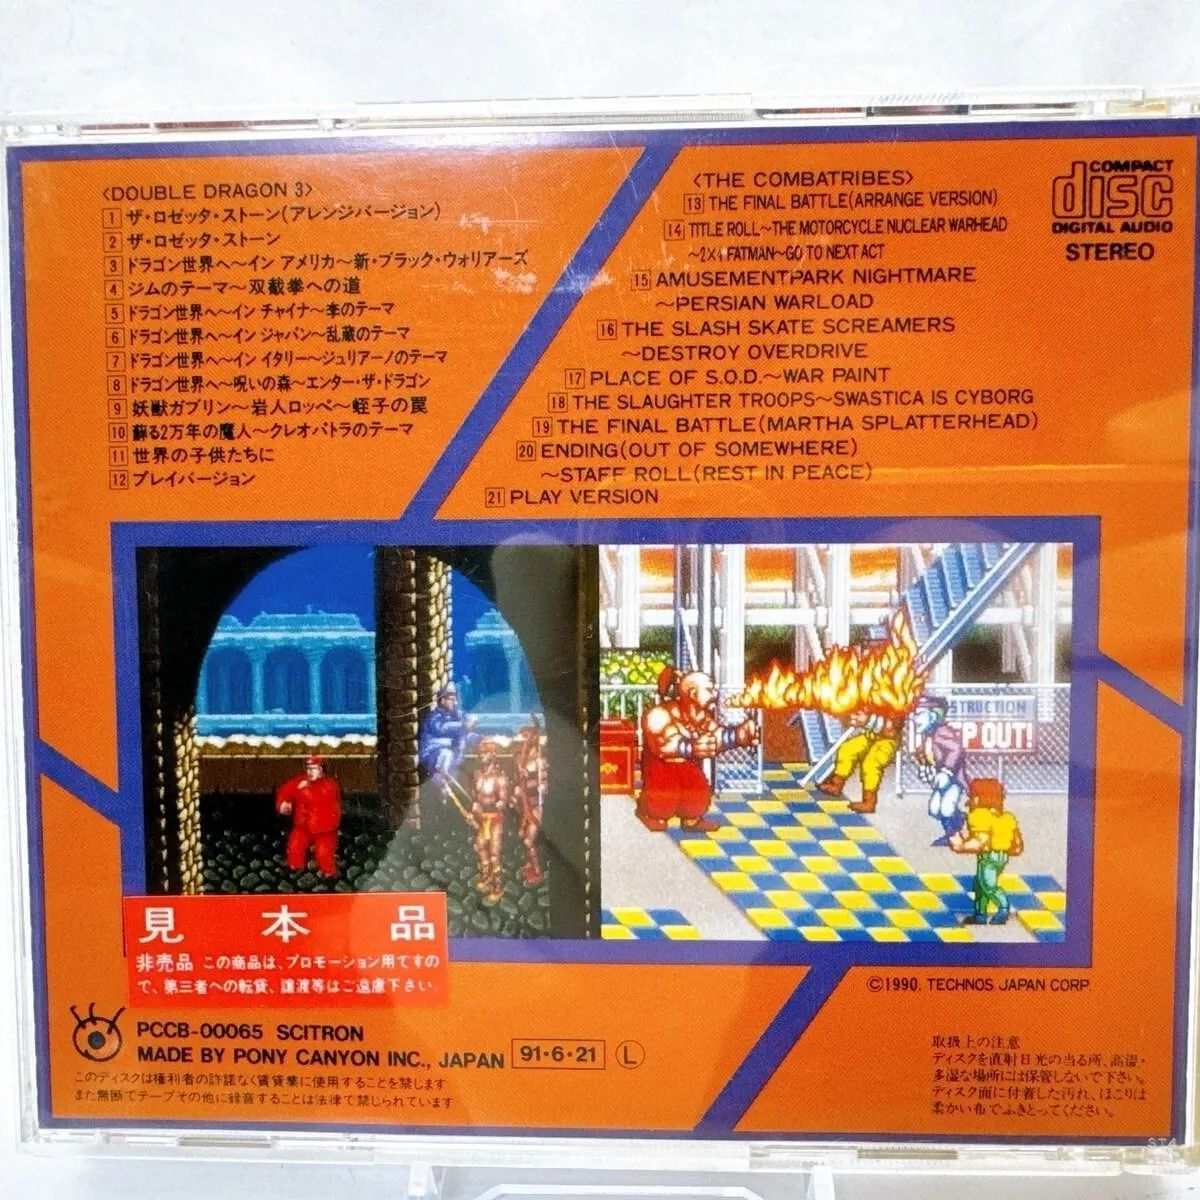 〈DOUBLE DRAGON 3〉
1 ザ・ロゼッタ・ストーン(アレンジバージョン)
2 ザ・ロゼッタ・ストーン
3 ドラゴン世界へ〜イン アメリカ〜新・ブラック・ウォリアーズ
4 ジムのテーマ〜双截拳への道
5 ドラゴン世界へ〜イン チャイナ〜李のテーマ
6 ドラゴン世界へ〜イン ジャパン〜乱蔵のテーマ
7 ドラゴン世界へ〜イン イタリー〜ジュリアーノのテーマ
8 ドラゴン世界へ〜呪いの森〜エンター・ザ・ドラゴン
9 妖獣ガブリン〜岩人ロッペ〜蛭子の罠
10 蘇る2万年の魔人〜クレオパトラのテーマ
11 世界の子供たちに
12 プレイバージョン
〈THE COMBATRIBES〉
13 THE FINAL BATTLE(ARRANGE VERSION)
14 TITLE ROLL〜THE MOTORCYCLE NUCLEAR WARHEAD
〜2×4 FATMAN〜GO TO NEXT ACT
15 AMUSEMENTPARK NIGHTMARE
〜PERSIAN WARLOAD
16 THE SLASH SKATE SCREAMERS
〜DESTROY OVERDRIVE
17 PLACE OF S.O.D.〜WAR PAINT
18 THE SLAUGHTER TROOPS〜SWASTICA IS CYBORG
19 THE FINAL BATTLE(MARTHA SPLATTERHEAD)
20 ENDING(OUT OF SOMEWHERE)
〜STAFF ROLL(REST IN PEACE)
21 PLAY VERSION
COMPACT
disc
DIGITAL AUDIO
STEREO
STRUCTION
P OUT!
見本品
非売品 この商品は、プロモーション用ですの
で、第三者への転貸、譲渡等はご遠慮下さい。
©1990. TECHNOS JAPAN CORP.
PCCB-00065 SCITRON
MADE BY PONY CANYON INC., JAPAN 91・6・21 L
このディスクは権利者の許諾なく賃貸業に使用することを禁じます
また無断でテープその他に録音することは法律で禁じられています
取扱上の注意
ディスクを直射日光の当る所、高温・
多湿な場所には保管しないで下さい。
ディスク面に付着した汚れ、ほこりは
柔かい布でふきとってください。
ST4